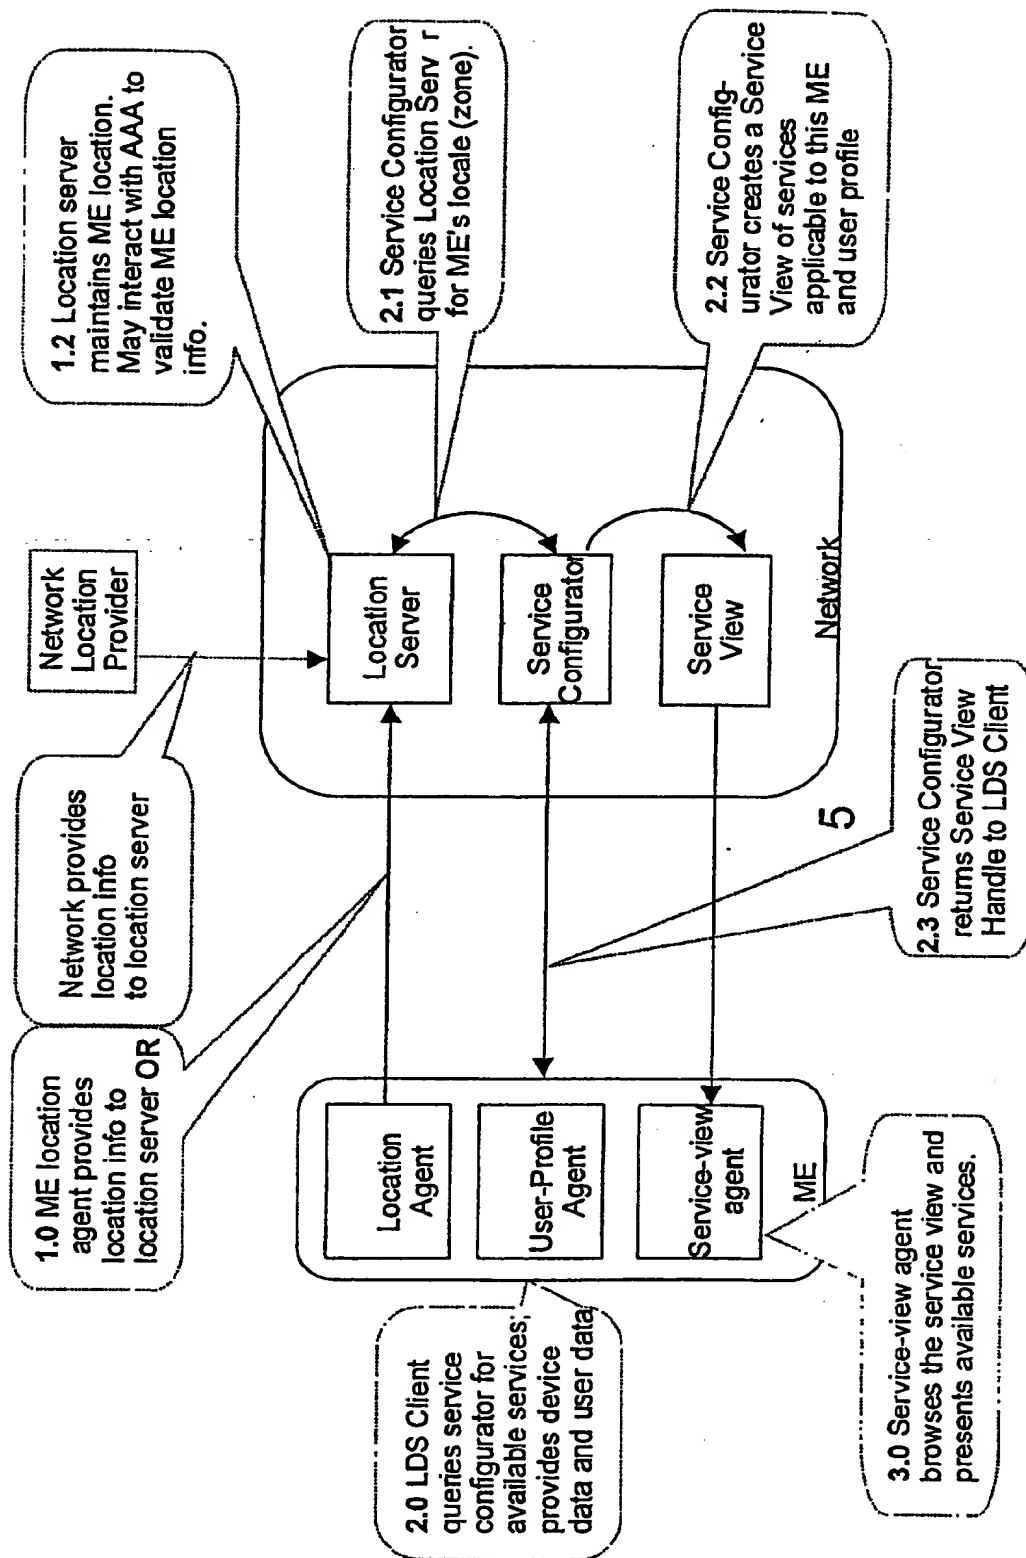 1.0 ME location
agent provides
location info to
location server OR
Network provides
location info
to location server
Network
Location
Provider
1.2 Location server
maintains ME location.
May interact with AAA to
validate ME location
info.
2.0 LDS Client
queries service
configurator for
available services;
provides device
data and user data
Location
Agent
User-Profile
Agent
Service-view
agent
ME
Location
Server
Service
Configurator
Service
View
Network
2.1 Service Configurator
queries Location Serv r
for ME's locale (zone).
2.2 Service Config-
urator creates a Service
View of services
applicable to this ME
and user profile
3.0 Service-view agent
browses the service view and
presents available services.
2.3 Service Configurator
returns Service View
Handle to LDS Client
5